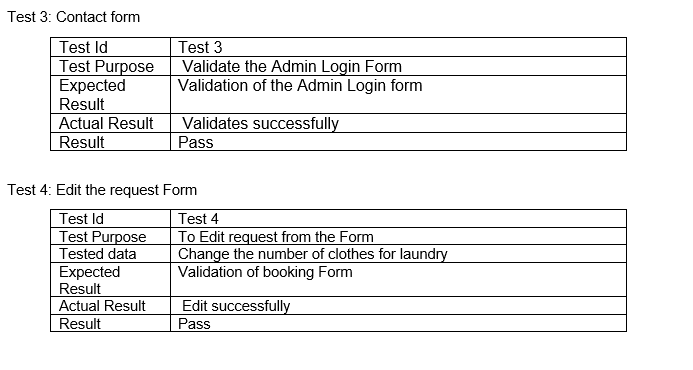 Test 3: Contact form
Test Id Test 3
Test Purpose Validate the Admin Login Form
Expected Validation of the Admin Login form
Result
Actual Result Validates successfully
Result Pass
Test 4: Edit the request Form
Test Id Test 4
Test Purpose To Edit request from the Form
Tested data Change the number of clothes for laundry
Expected Validation of booking Form
Result
Actual Result Edit successfully
Result Pass